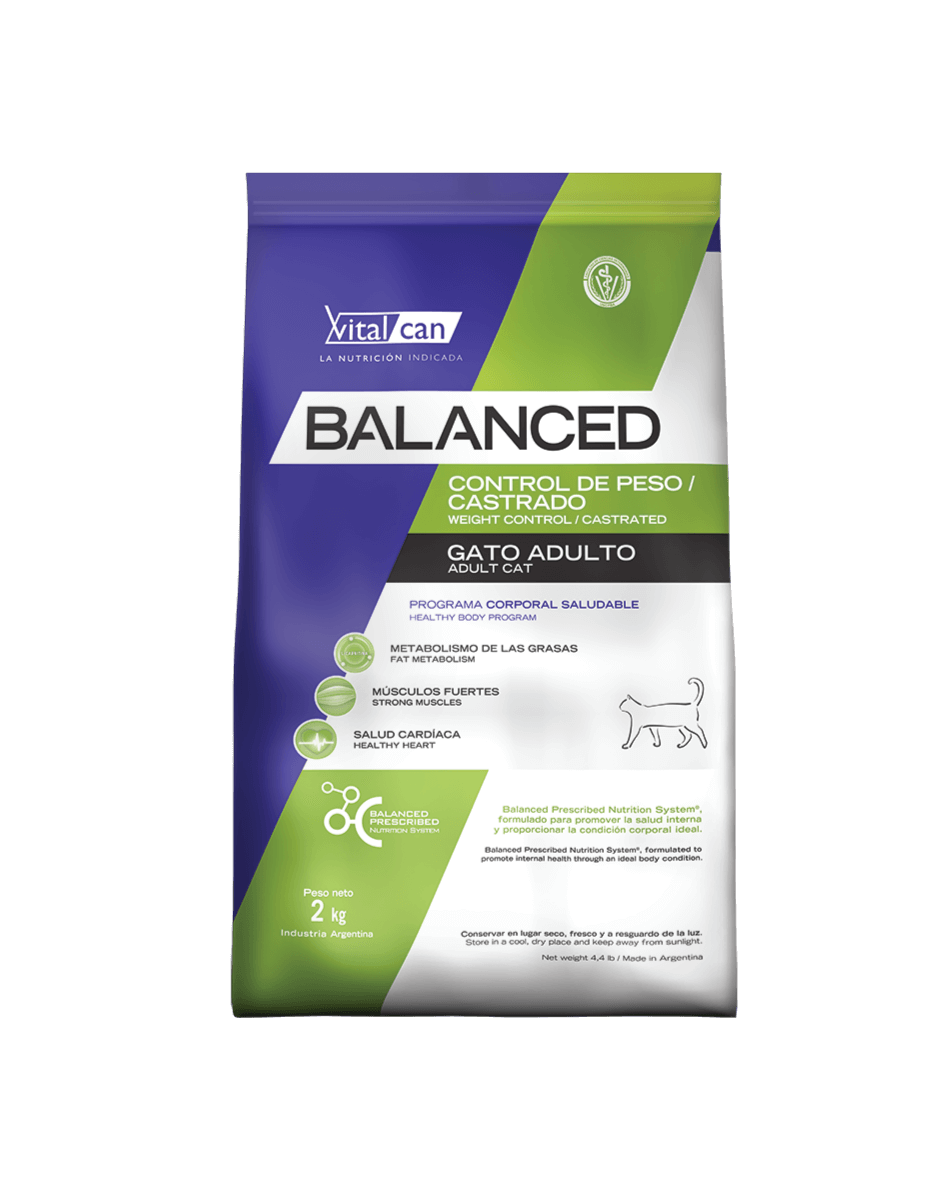 Vital can
LA NUTRICIÓN INDICADA
BALANCED
CONTROL DE PESO /
CASTRADO
WEIGHT CONTROL / CASTRATED
GATO ADULTO
ADULT CAT
PROGRAMA CORPORAL SALUDABLE
HEALTHY BODY PROGRAM
METABOLISMO DE LAS GRASAS
FAT METABOLISM
MÚSCULOS FUERTES
STRONG MUSCLES
SALUD CARDÍACA
HEALTHY HEART
BALANCED
PRESCRIBED
NUTRITION SYSTEM
Balanced Prescribed Nutrition System®,
formulado para promover la salud interna
y proporcionar la condición corporal ideal.
Balanced Prescribed Nutrition System®, formulated to
promote internal health through an ideal body condition.
Peso neto
2 kg
Industria Argentina
Conservar en lugar seco, fresco y a resguardo de la luz.
Store in a cool, dry place and keep away from sunlight.
Net weight 4,4 lb / Made in Argentina